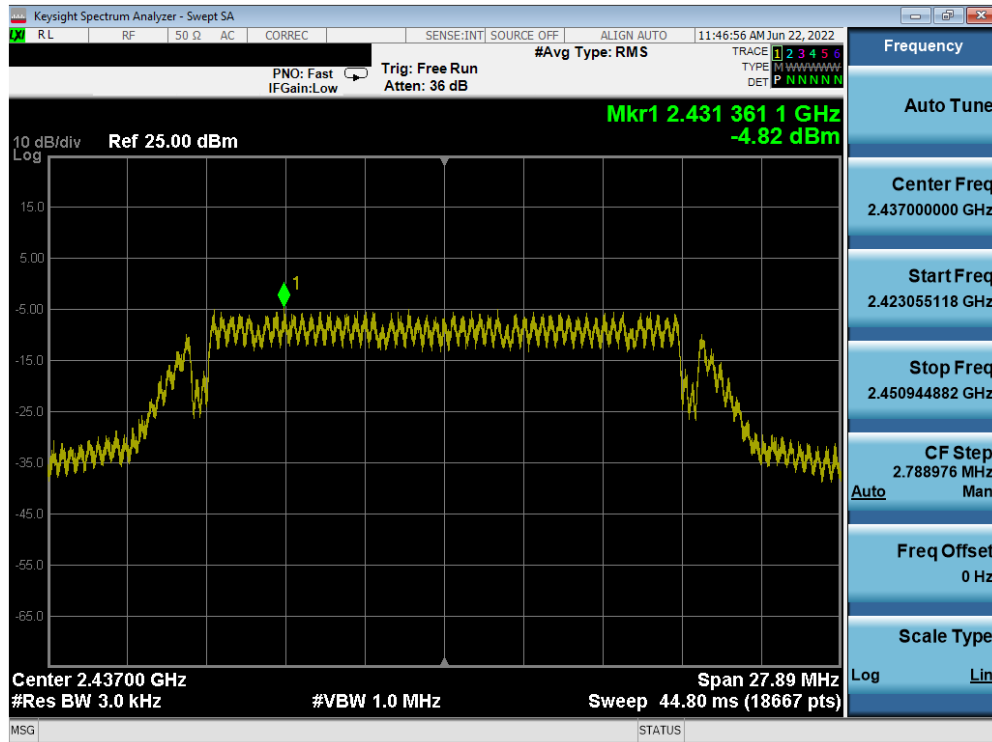 Keysight Spectrum Analyzer - Swept SA
LXI RL RF 50 Ω AC CORREC SENSE:INT SOURCE OFF ALIGN AUTO 11:46:56 AM Jun 22, 2022
#Avg Type: RMS TRACE 1 2 3 4 5 6
PNO: Fast Trig: Free Run TYPE M WWWWW
IFGain:Low Atten: 36 dB DET P N N N N N
Mkr1 2.431 361 1 GHz
-4.82 dBm
10 dB/div Ref 25.00 dBm
Log
15.0
5.00
-5.00
-15.0
-25.0
-35.0
-45.0
-55.0
-65.0
1
Center 2.43700 GHz Span 27.89 MHz
#Res BW 3.0 kHz #VBW 1.0 MHz Sweep 44.80 ms (18667 pts)
MSG STATUS
Frequency
Auto Tune
Center Freq
2.437000000 GHz
Start Freq
2.423055118 GHz
Stop Freq
2.450944882 GHz
CF Step
2.788976 MHz
Auto Man
Freq Offset
0 Hz
Scale Type
Log Lin